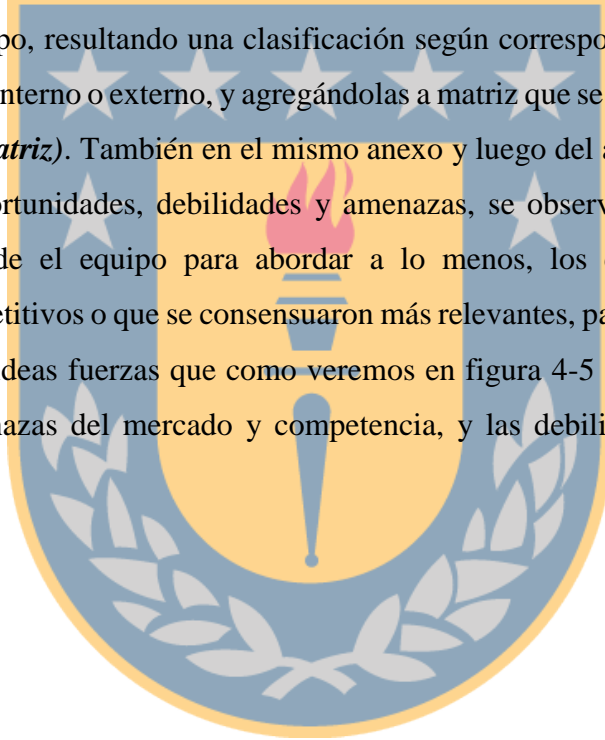 po, resultando una clasificación según correspo
nterno o externo, y agregándolas a matriz que se
atriz). También en el mismo anexo y luego del a
rtunidades, debilidades y amenazas, se observ
de el equipo para abordar a lo menos, los
etitivos o que se consensuaron más relevantes, pa
ideas fuerzas que como veremos en figura 4-5
nazas del mercado y competencia, y las debili